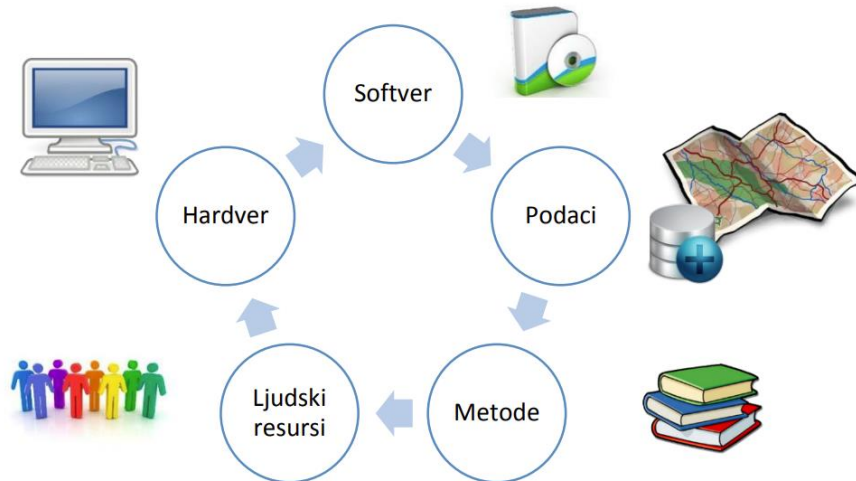 Softver
Hardver
Podaci
Ljudski
resursi
Metode